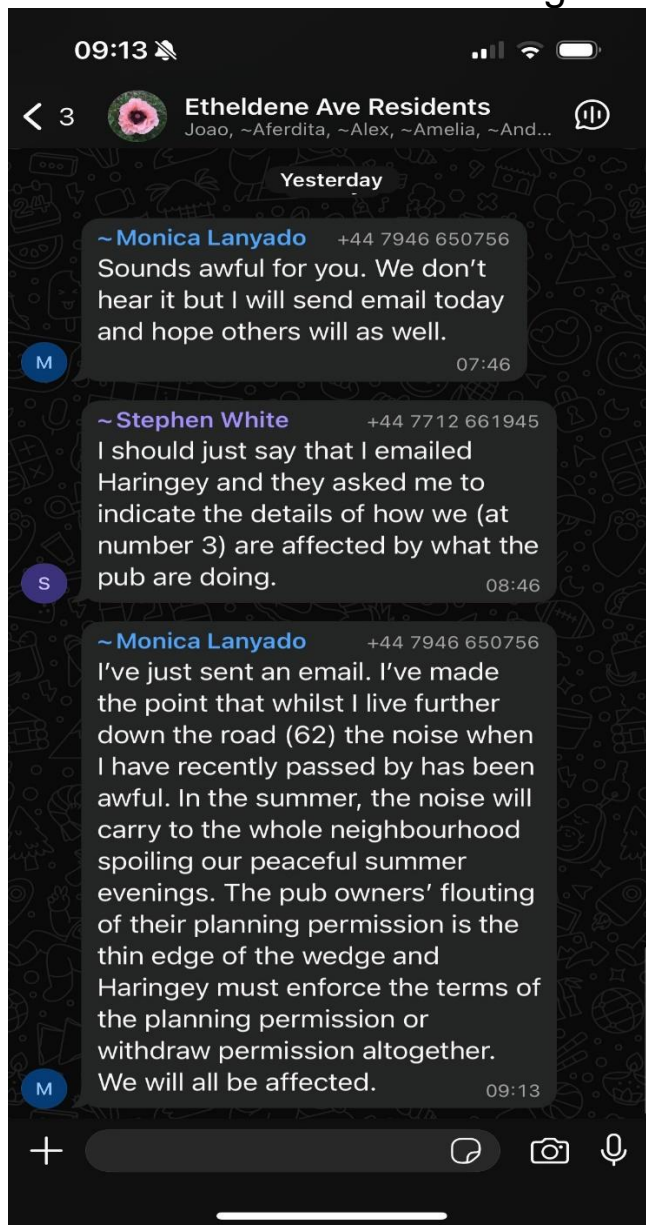 09:13
3
Etheldene Ave Residents
Joao, ~Aferdita, ~Alex, ~Amelia, ~And...
Yesterday
~Monica Lanyado +44 7946 650756
Sounds awful for you. We don't
hear it but I will send email today
and hope others will as well.
07:46
M
~Stephen White +44 7712 661945
I should just say that I emailed
Haringey and they asked me to
indicate the details of how we (at
number 3) are affected by what the
pub are doing.
08:46
S
~Monica Lanyado +44 7946 650756
I've just sent an email. I've made
the point that whilst I live further
down the road (62) the noise when
I have recently passed by has been
awful. In the summer, the noise will
carry to the whole neighbourhood
spoiling our peaceful summer
evenings. The pub owners' flouting
of their planning permission is the
thin edge of the wedge and
Haringey must enforce the terms of
the planning permission or
withdraw permission altogether.
We will all be affected.
09:13
M